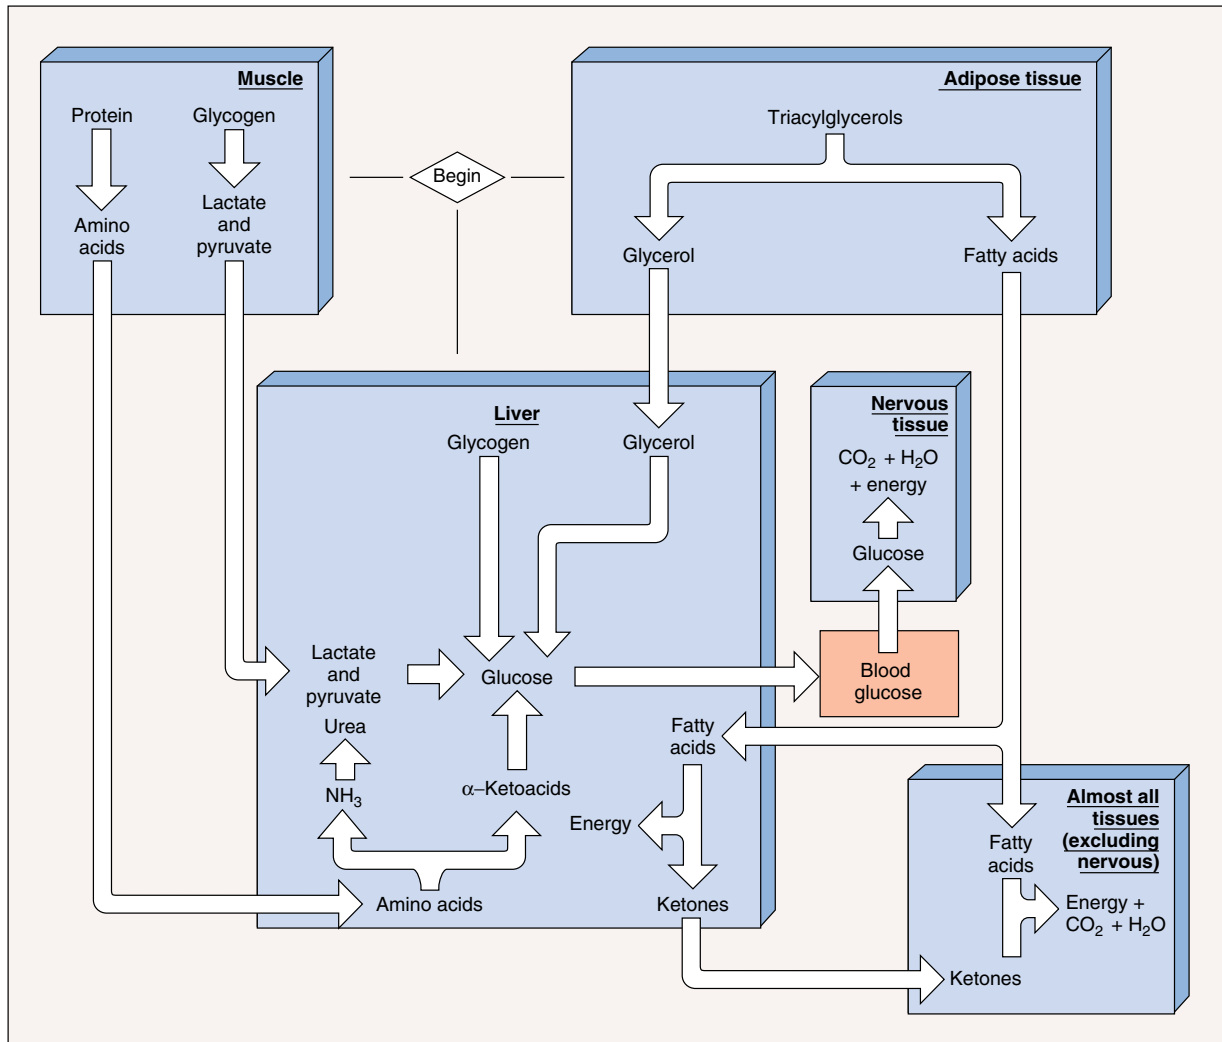 Muscle
Protein
Glycogen
Amino
acids
Lactate
and
pyruvate
Begin
Adipose tissue
Triacylglycerols
Glycerol
Fatty acids
Liver
Glycogen
Glycerol
Lactate
and
pyruvate
Glucose
Urea
NH₃
α–Ketoacids
Amino acids
Fatty
acids
Energy
Ketones
Nervous
tissue
CO₂ + H₂O
+ energy
Glucose
Blood
glucose
Almost all
tissues
(excluding
nervous)
Fatty
acids
Energy +
CO₂ + H₂O
Ketones